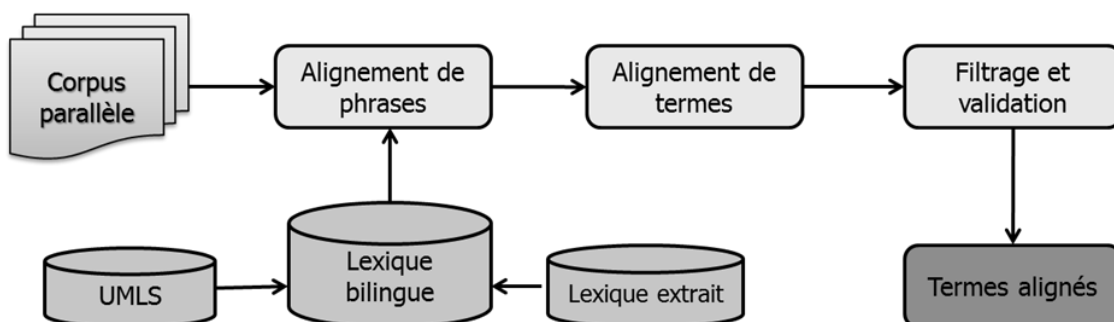 Corpus
parallèle
Alignement de
phrases
Alignement de
termes
Filtrage et
validation
UMLS
Lexique
bilingue
Lexique extrait
Termes alignés